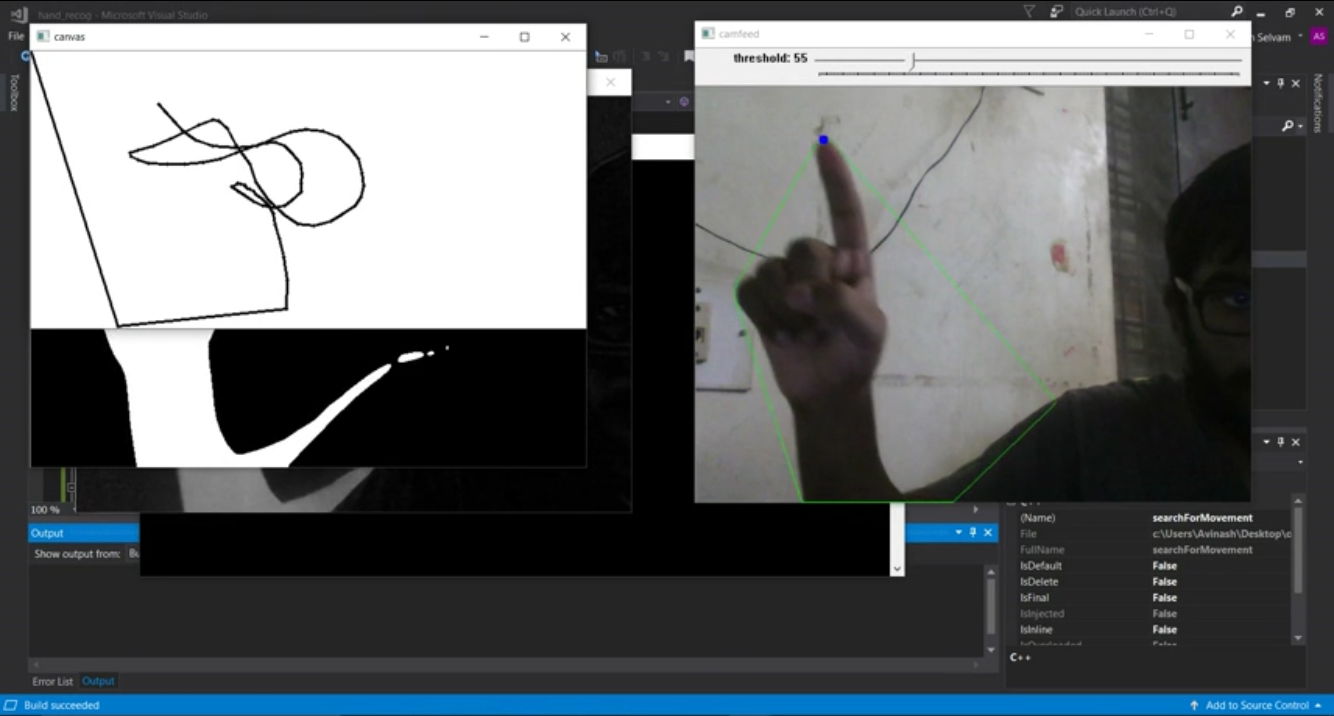 hand_recog - Microsoft Visual Studio
Quick Launch (Ctrl+Q)
File
canvas
camfeed
Selvam
AS
threshold: 55
Toolbox
Notifications
100 %
Output
Show output from:
(Name) searchForMovement
File c:\Users\Avinash\Desktop\
FullName searchForMovement
IsDefault False
IsDelete False
IsFinal False
IsInjected False
IsInline False
IsOverloaded False
C++
Error List Output
Build succeeded
Add to Source Control